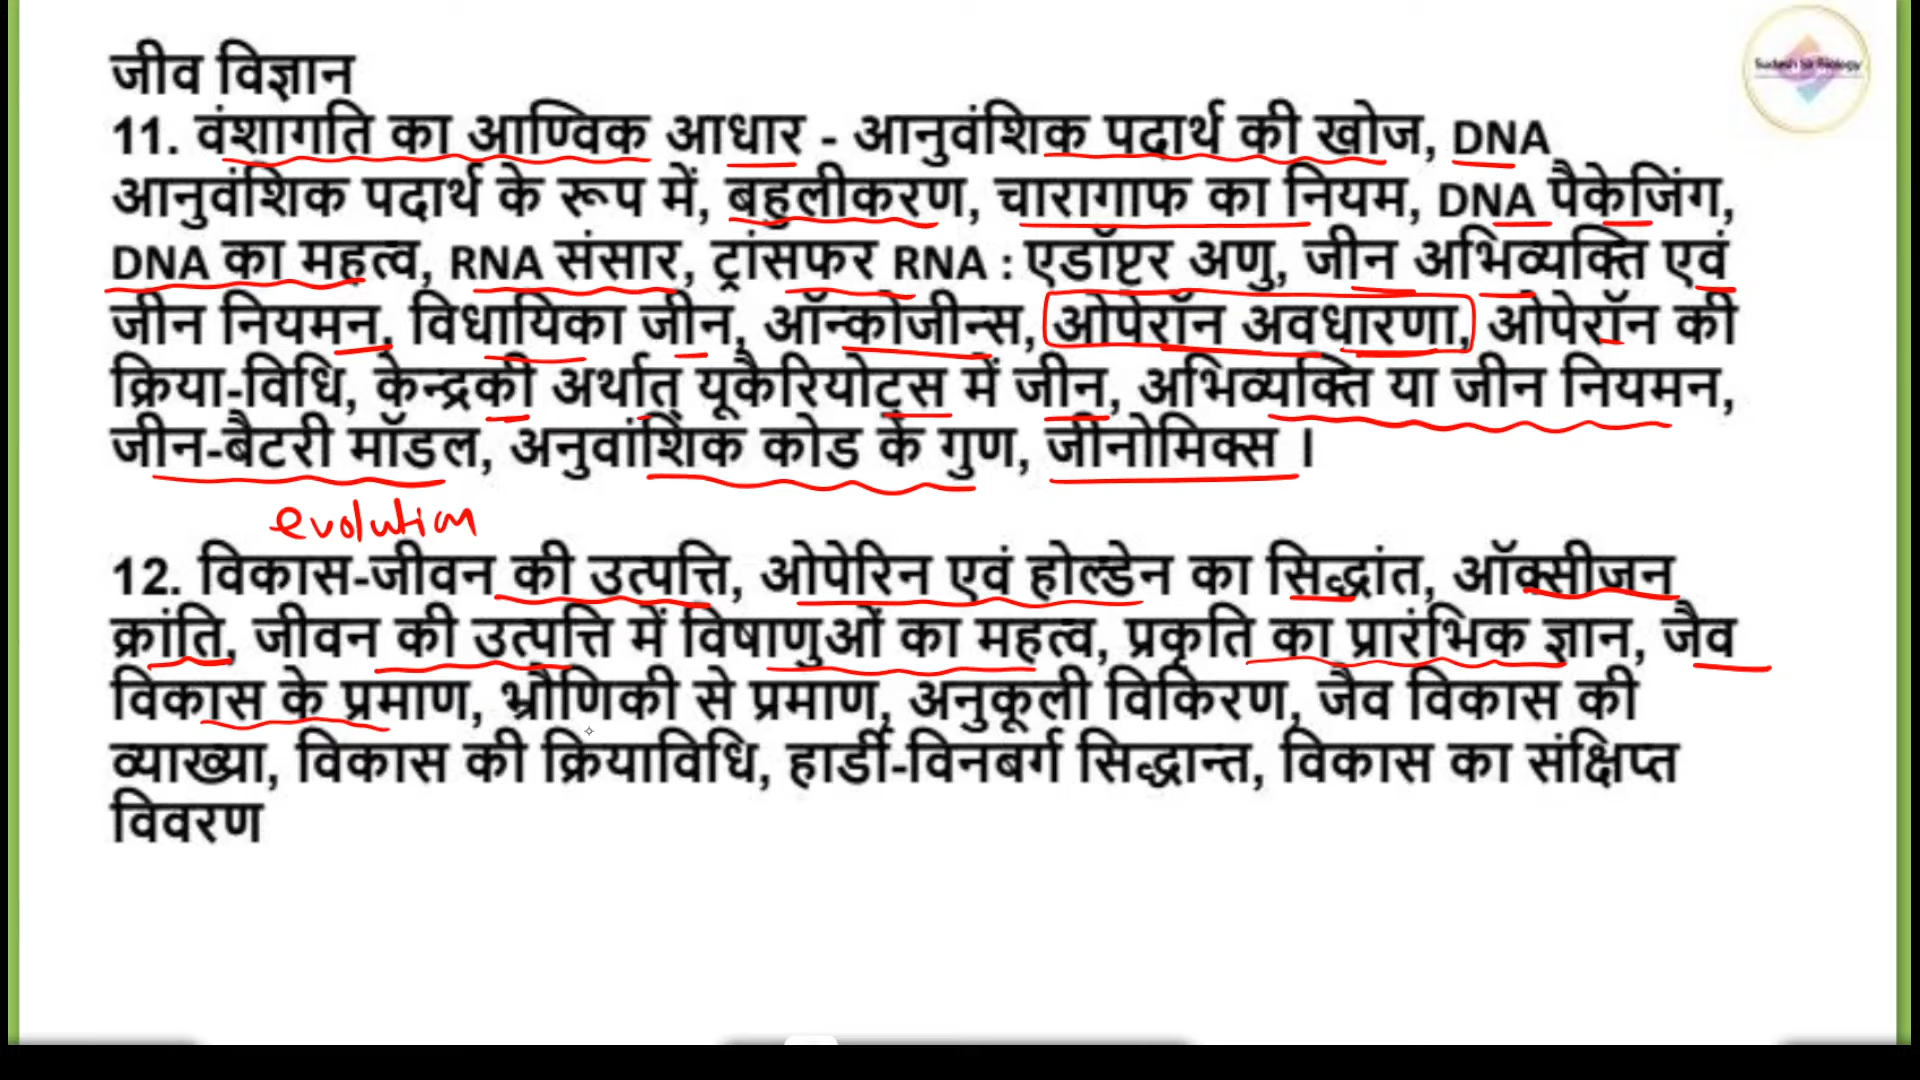 Sudesh Sir Biology
जीव विज्ञान
11. वंशागति का आण्विक आधार - आनुवंशिक पदार्थ की खोज, DNA
आनुवंशिक पदार्थ के रूप में, बहुलीकरण, चारागाफ का नियम, DNA पैकेजिंग,
DNA का महत्व, RNA संसार, ट्रांसफर RNA : एडॉप्टर अणु, जीन अभिव्यक्ति एवं
जीन नियमन, विधायिका जीन, ऑन्कोजीन्स, ओपेरॉन अवधारणा, ओपेरॉन की
क्रिया-विधि, केन्द्रकी अर्थात् यूकैरियोट्स में जीन, अभिव्यक्ति या जीन नियमन,
जीन-बैटरी मॉडल, अनुवांशिक कोड के गुण, जीनोमिक्स ।
evolution
12. विकास-जीवन की उत्पत्ति, ओपेरिन एवं होल्डेन का सिद्धांत, ऑक्सीजन
क्रांति, जीवन की उत्पत्ति में विषाणुओं का महत्व, प्रकृति का प्रारंभिक ज्ञान, जैव
विकास के प्रमाण, भ्रौणिकी से प्रमाण, अनुकूली विकिरण, जैव विकास की
व्याख्या, विकास की क्रियाविधि, हार्डी-विनबर्ग सिद्धान्त, विकास का संक्षिप्त
विवरण